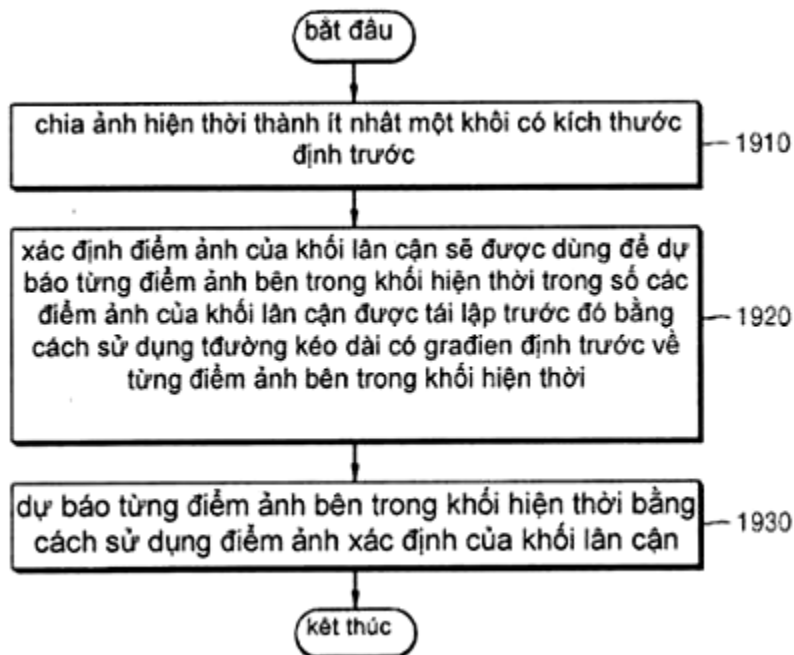 bắt đâu
chia ảnh hiện thời thành ít nhât một khôi có kích thước
định trước
1910
xác định điểm ảnh của khối lân cận sẽ được dùng để dự
báo từng điểm ảnh bên trong khối hiện thời trong số các
điểm ảnh của khối lân cận được tái lập trước đó bằng
cách sử dụng tđường kéo dài có građien định trước về
từng điểm ảnh bên trong khối hiện thời
1920
dự báo từng điểm ảnh bên trong khối hiện thời bằng
cách sử dụng điểm ảnh xác định của khối lân cận
1930
kêt thúc